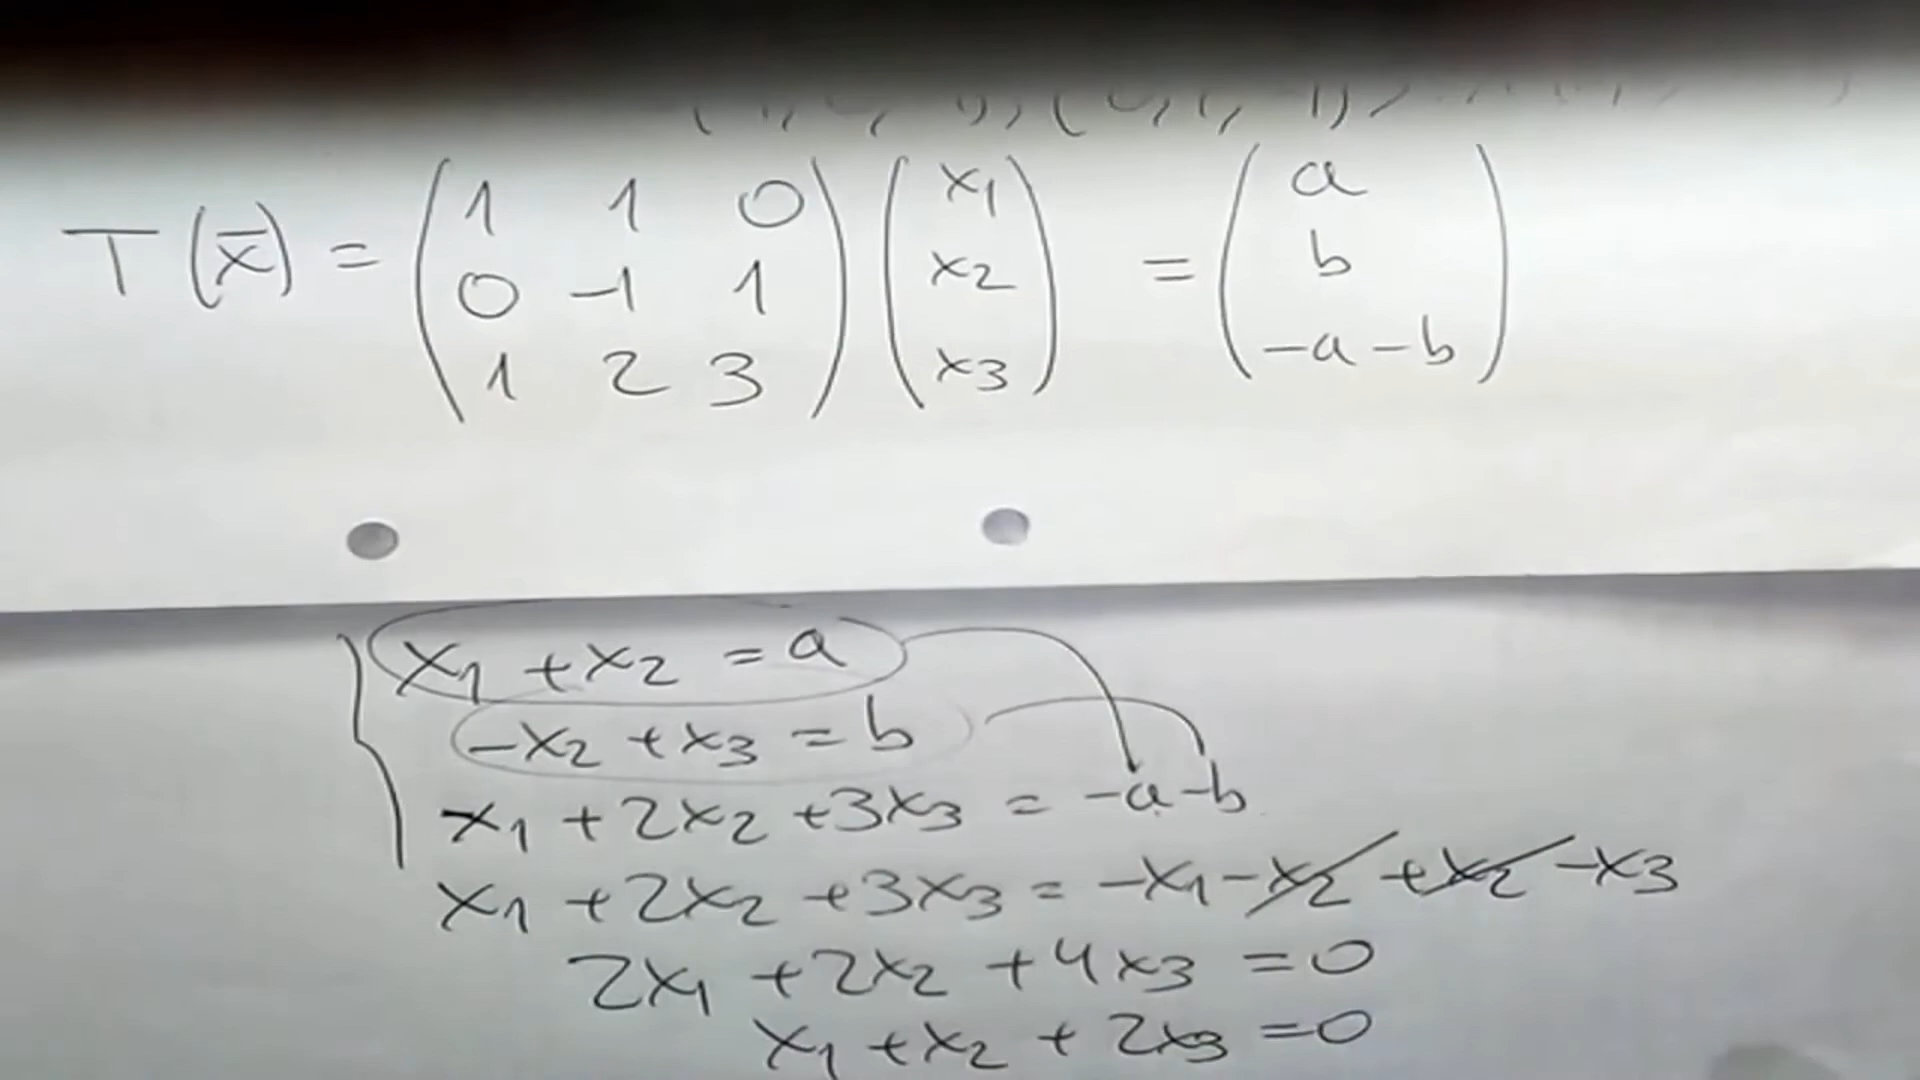 T(x̄) = (1 1 0; 0 -1 1; 1 2 3) (x1; x2; x3) = (a; b; -a-b)
x1 + x2 = a
-x2 + x3 = b
x1 + 2x2 + 3x3 = -a-b
x1 + 2x2 + 3x3 = -x1 - x2 + x2 - x3
2x1 + 2x2 + 4x3 = 0
x1 + x2 + 2x3 = 0